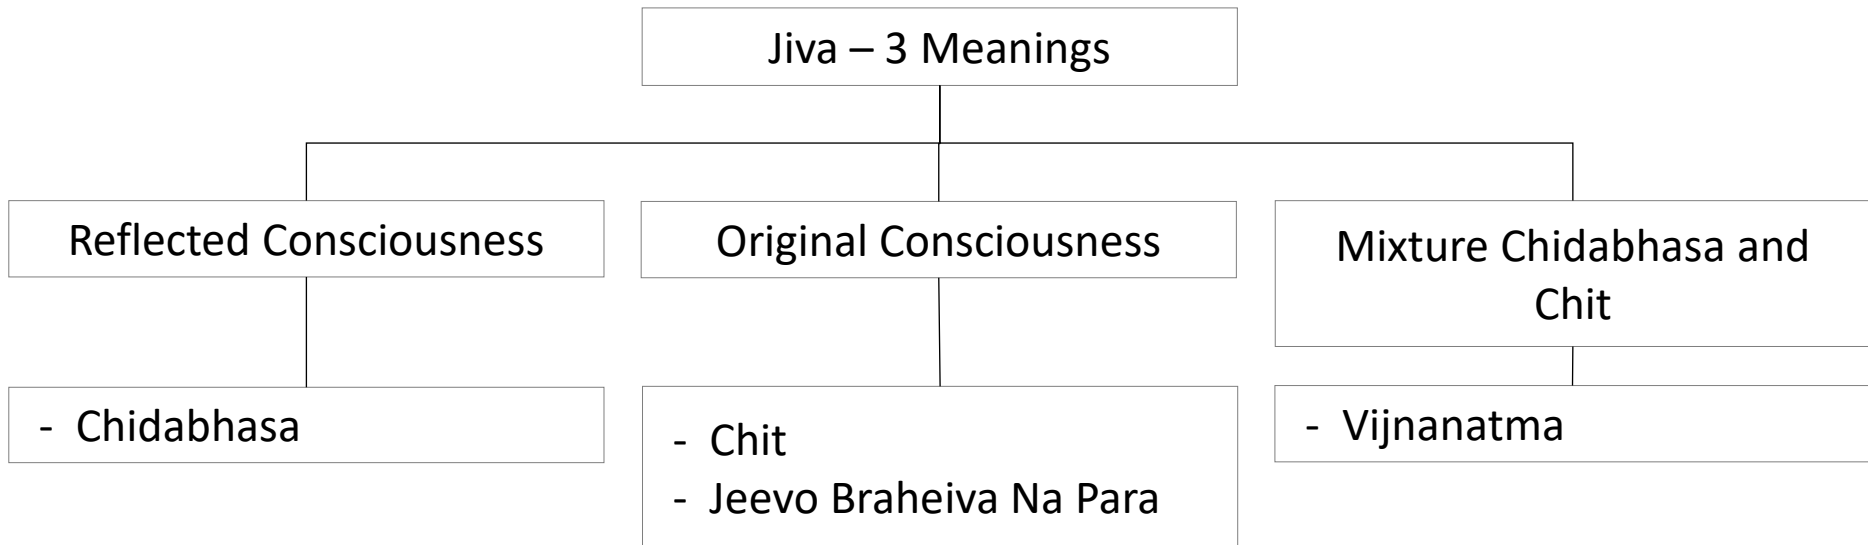 Jiva – 3 Meanings
Reflected Consciousness
Original Consciousness
Mixture Chidabhasa and
Chit
- Chidabhasa
- Chit
- Jeevo Braheiva Na Para
- Vijnanatma